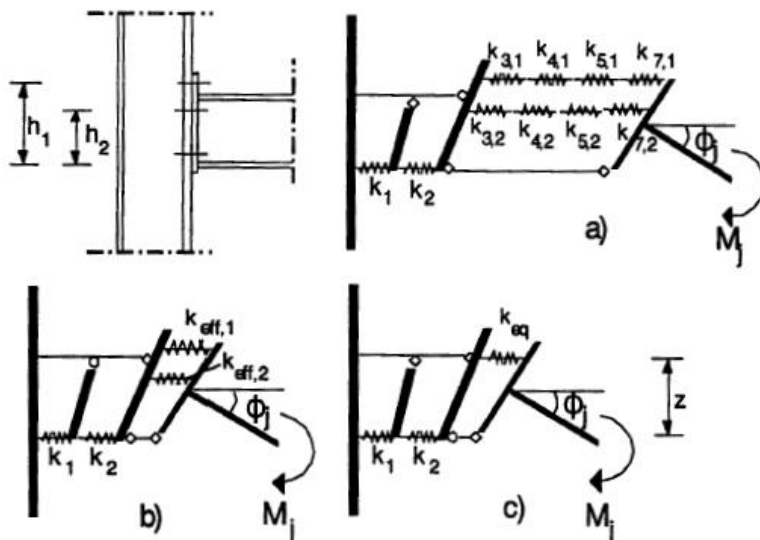 h₁
h₂
k₃,₁ k₄,₁ k₅,₁ k₇,₁
k₃,₂ k₄,₂ k₅,₂ k₇,₂
k₁ k₂
ϕj
Mj
a)
keff,1
keff,2
k₁ k₂
ϕj
Mj
b)
keq
z
k₁ k₂
ϕj
Mj
c)